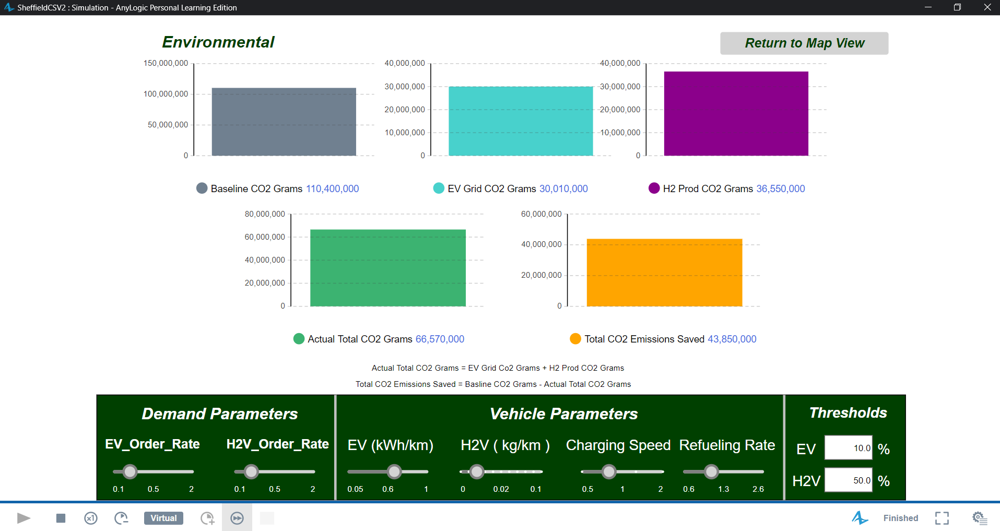 SheffieldCSV2 : Simulation - AnyLogic Personal Learning Edition
Environmental
Return to Map View
150,000,000
100,000,000
50,000,000
0
40,000,000
30,000,000
20,000,000
10,000,000
0
40,000,000
30,000,000
20,000,000
10,000,000
0
Baseline CO2 Grams 110,400,000
EV Grid CO2 Grams 30,010,000
H2 Prod CO2 Grams 36,550,000
80,000,000
60,000,000
40,000,000
20,000,000
0
60,000,000
40,000,000
20,000,000
0
Actual Total CO2 Grams 66,570,000
Total CO2 Emissions Saved 43,850,000
Actual Total CO2 Grams = EV Grid Co2 Grams + H2 Prod CO2 Grams
Total CO2 Emissions Saved = Basline CO2 Grams - Actual Total CO2 Grams
Demand Parameters
EV_Order_Rate
H2V_Order_Rate
0.1 0.5 2
0.1 0.5 2
Vehicle Parameters
EV (kWh/km)
H2V ( kg/km )
Charging Speed
Refueling Rate
0.05 0.6 1
0 0.02 0.1
0.5 1 2
0.6 1.3 2.6
Thresholds
EV 10.0 %
H2V 50.0 %
x1
Virtual
Finished